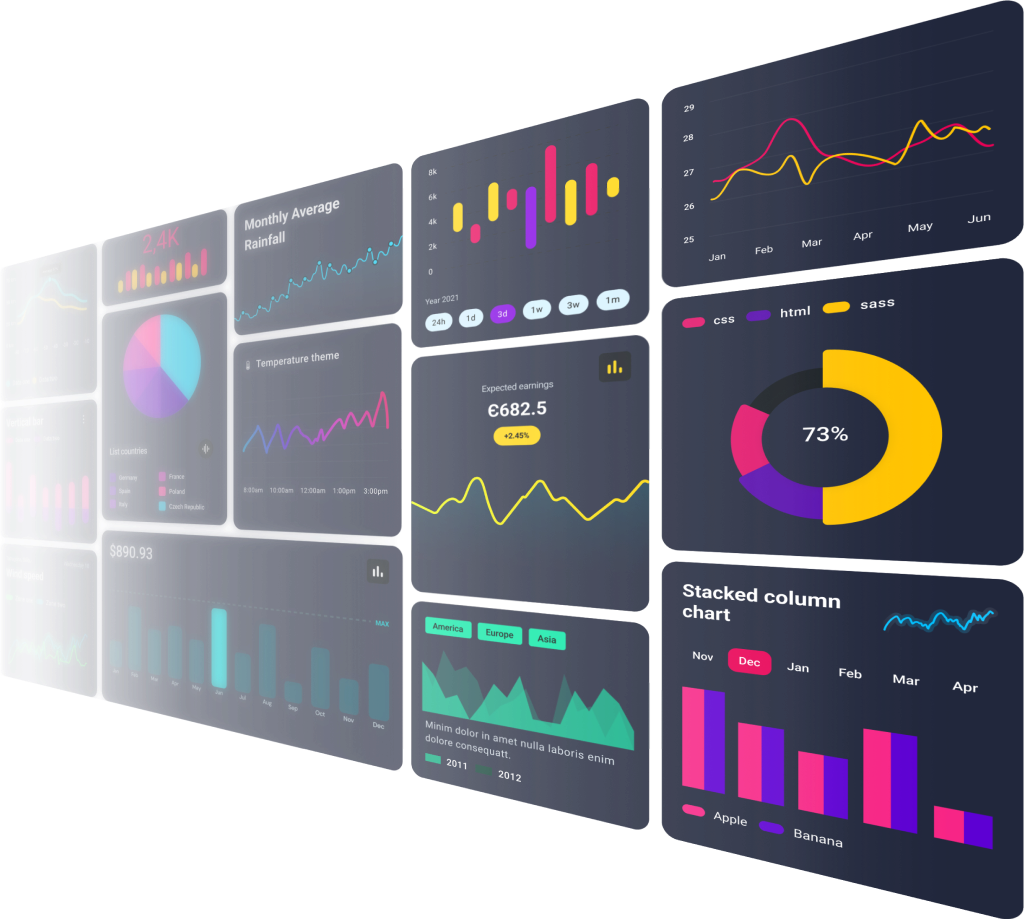 2.4K
List countries
Germany
France
Spain
Poland
Italy
Czech Republic
$890.93
MAX
Feb
Mar
Apr
May
Jun
Jul
Aug
Sep
Oct
Nov
Dec
Monthly Average
Rainfall
Temperature theme
10:00am 12:00am 1:00pm 3:00pm
8k
6k
4k
2k
0
Year 2021
24h 1d 3d 1w 3w 1m
Expected earnings
€682.5
+2.45%
America Europe Asia
Minim dolor in amet nulla laboris enim
dolore consequatt.
2011 2012
29
28
27
26
25
Jan Feb Mar Apr May Jun
css html sass
73%
Stacked column
chart
Nov Dec Jan Feb Mar Apr
Apple Banana